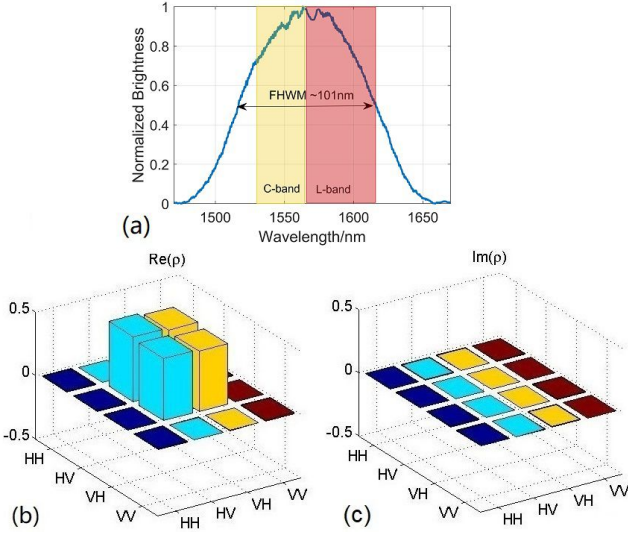 1
0.8
0.6
0.4
0.2
0
Normalized Brightness
FHWM ~101nm
C-band
L-band
1500
1550
1600
1650
Wavelength/nm
(a)
Re(ρ)
0.5
0
-0.5
HH
HV
VH
VV
HH
HV
VH
VV
(b)
Im(ρ)
0.5
0
-0.5
HH
HV
VH
VV
HH
HV
VH
VV
(c)